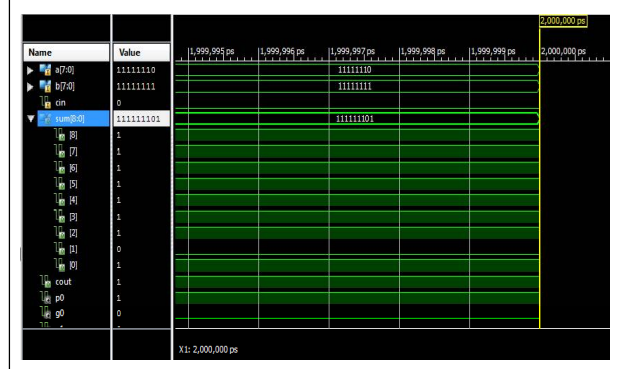 2,000,000 ps
Name Value 1,999,995 ps 1,999,996 ps 1,999,997 ps 1,999,998 ps 1,999,999 ps 2,000,000 ps
a[7:0] 11111110 11111110
b[7:0] 11111111 11111111
cin 0
sum[8:0] 111111101 111111101
[8] 1
[7] 1
[6] 1
[5] 1
[4] 1
[3] 1
[2] 1
[1] 0
[0] 1
cout 1
p0 1
g0 0
X1: 2,000,000 ps